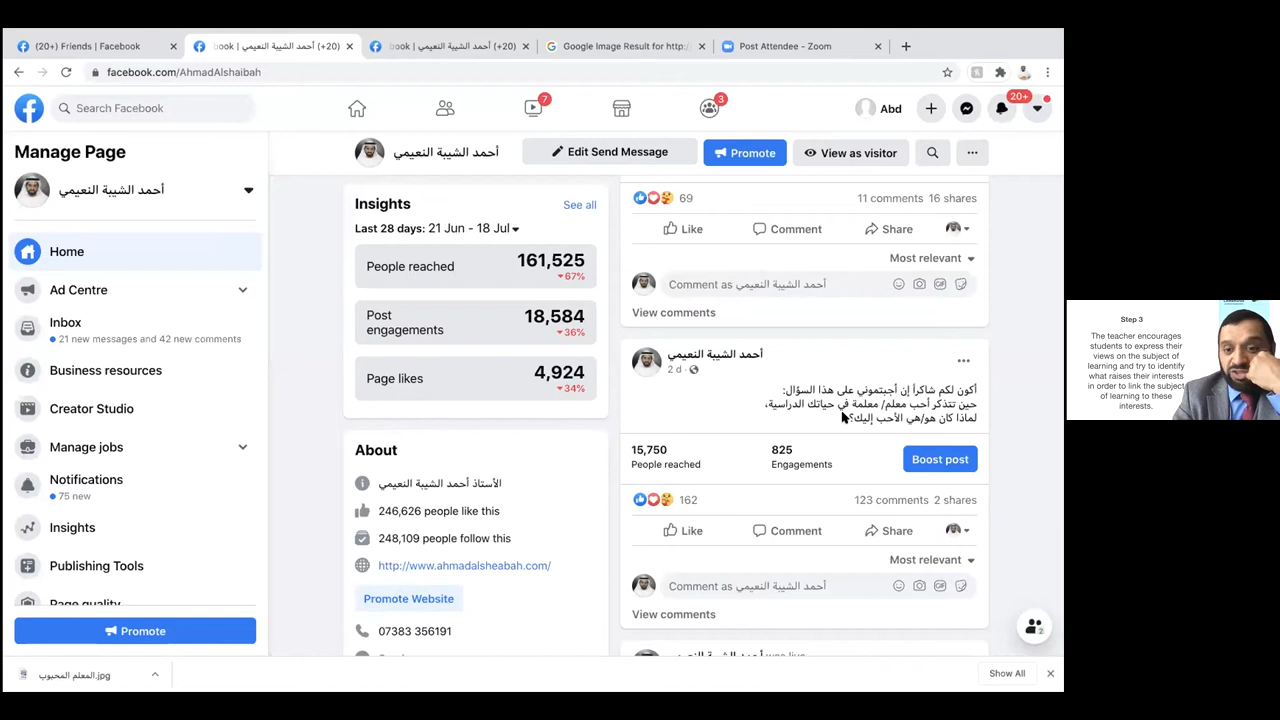 (20+) Friends | Facebook
book | أحمد الشيبة النعيمي (20+)
book | أحمد الشيبة النعيمي (20+)
Google Image Result for http:/
Post Attendee - Zoom
facebook.com/AhmadAlshaibah
Search Facebook
7
3
Abd
20+
Manage Page
أحمد الشيبة النعيمي
Home
Ad Centre
Inbox
21 new messages and 42 new comments
Business resources
Creator Studio
Manage jobs
Notifications
75 new
Insights
Publishing Tools
Page quality
Promote
أحمد الشيبة النعيمي
Edit Send Message
Promote
View as visitor
Insights
See all
Last 28 days: 21 Jun - 18 Jul
People reached
161,525
67%
Post engagements
18,584
36%
Page likes
4,924
34%
About
الأستاذ أحمد الشيبة النعيمي
246,626 people like this
248,109 people follow this
http://www.ahmadalsheabah.com/
Promote Website
07383 356191
69
11 comments 16 shares
Like
Comment
Share
Most relevant
Comment as أحمد الشيبة النعيمي
View comments
أحمد الشيبة النعيمي
2 d
أكون لكم شاكراً إن أجبتموني على هذا السؤال:
حين تتذكر أحب معلم/ معلمة في حياتك الدراسية،
لماذا كان هو/هي الأحب إليك؟
15,750
People reached
825
Engagements
Boost post
162
123 comments 2 shares
Like
Comment
Share
Most relevant
Comment as أحمد الشيبة النعيمي
View comments
أحمد الشيبة النعيمي was live
2
المعلم المحبوب.jpg
Show All
Step 3
The teacher encourages
students to express their
views on the subject of
learning and try to identify
what raises their interests
in order to link the subject
of learning to these
interests.